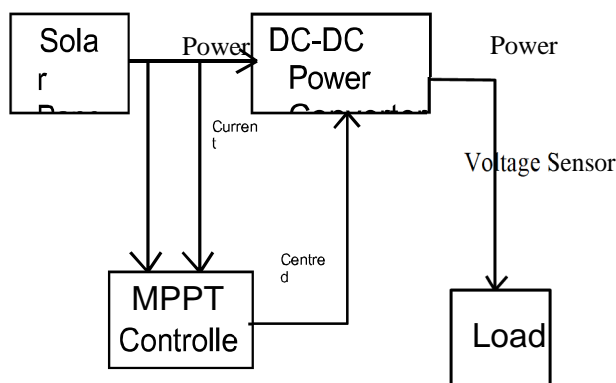 Sola
r
Power
DC-DC
Power
Power
Curren
t
Voltage Sensor
Centre
d
MPPT
Controlle
Load